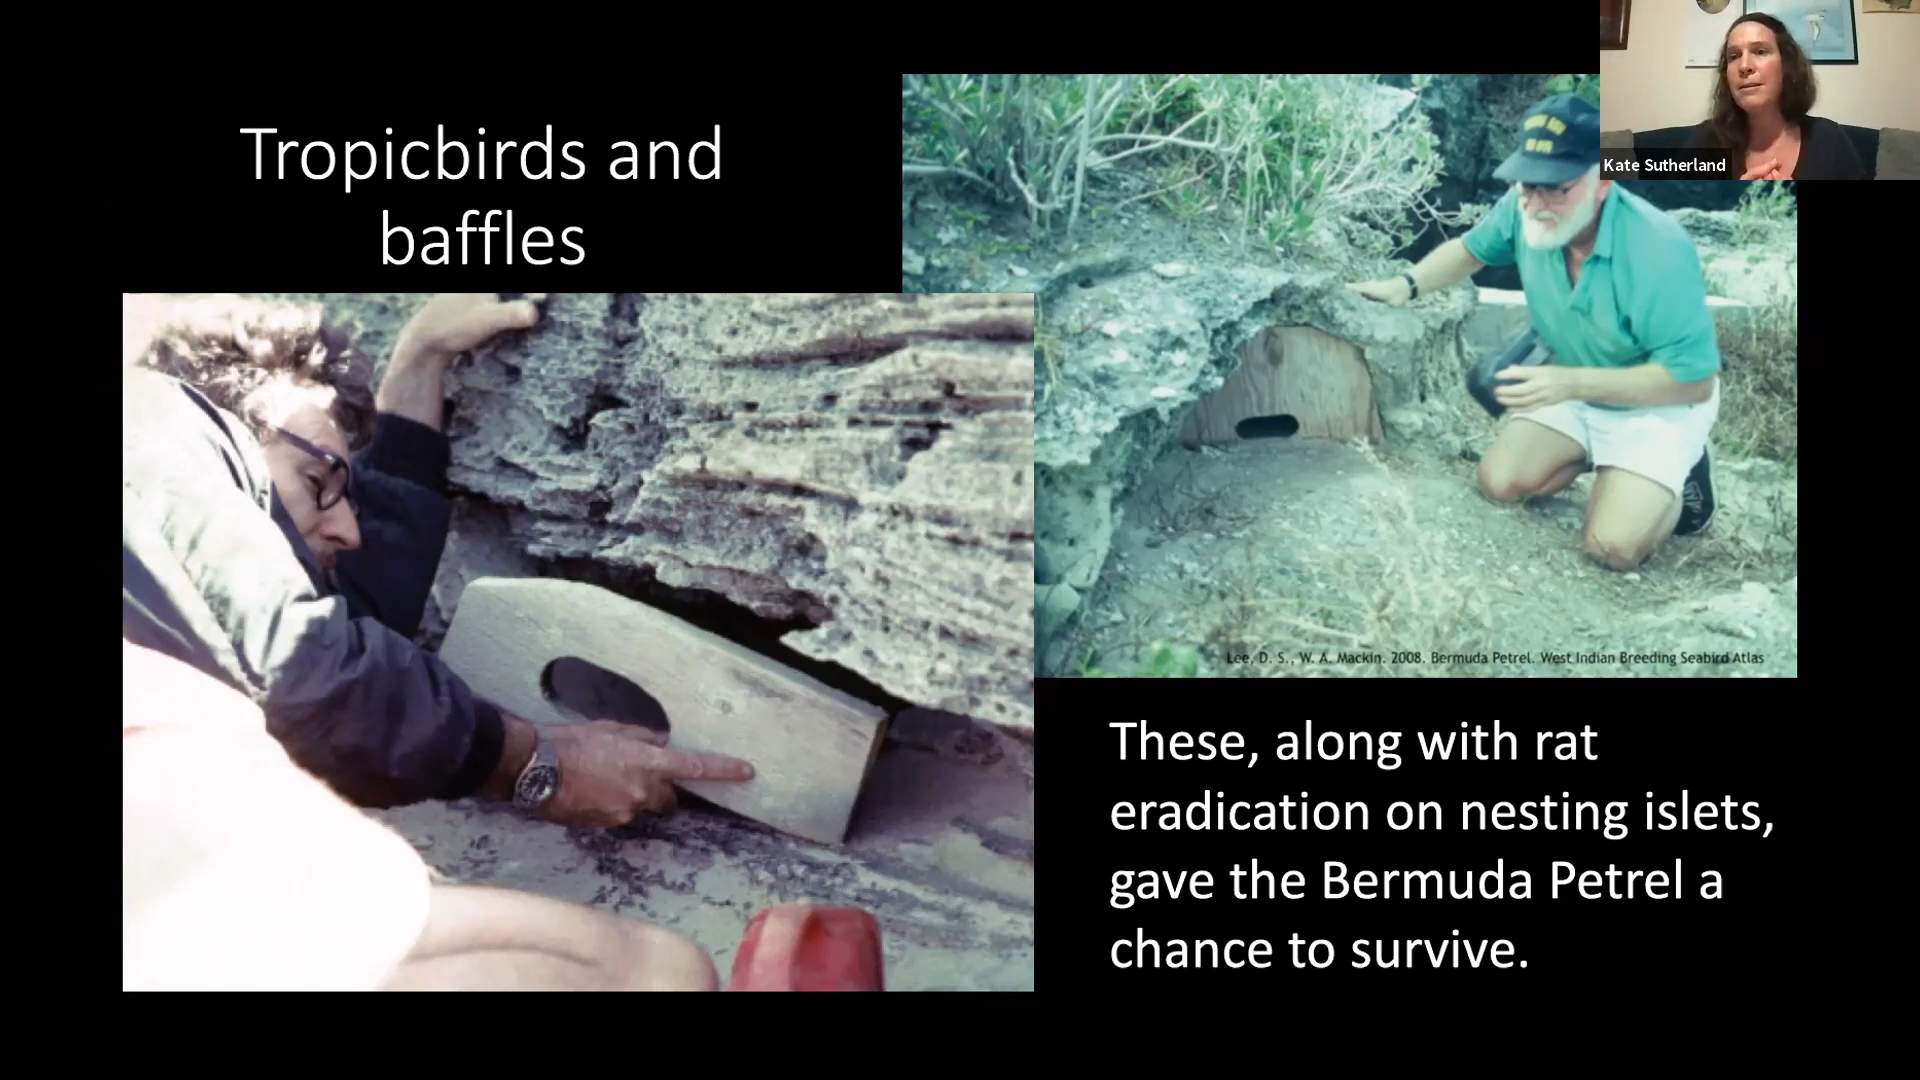 Tropicbirds and
baffles
Kate Sutherland
Lee, D. S., W. A. Mackin. 2008. Bermuda Petrel. West Indian Breeding Seabird Atlas
These, along with rat
eradication on nesting islets,
gave the Bermuda Petrel a
chance to survive.